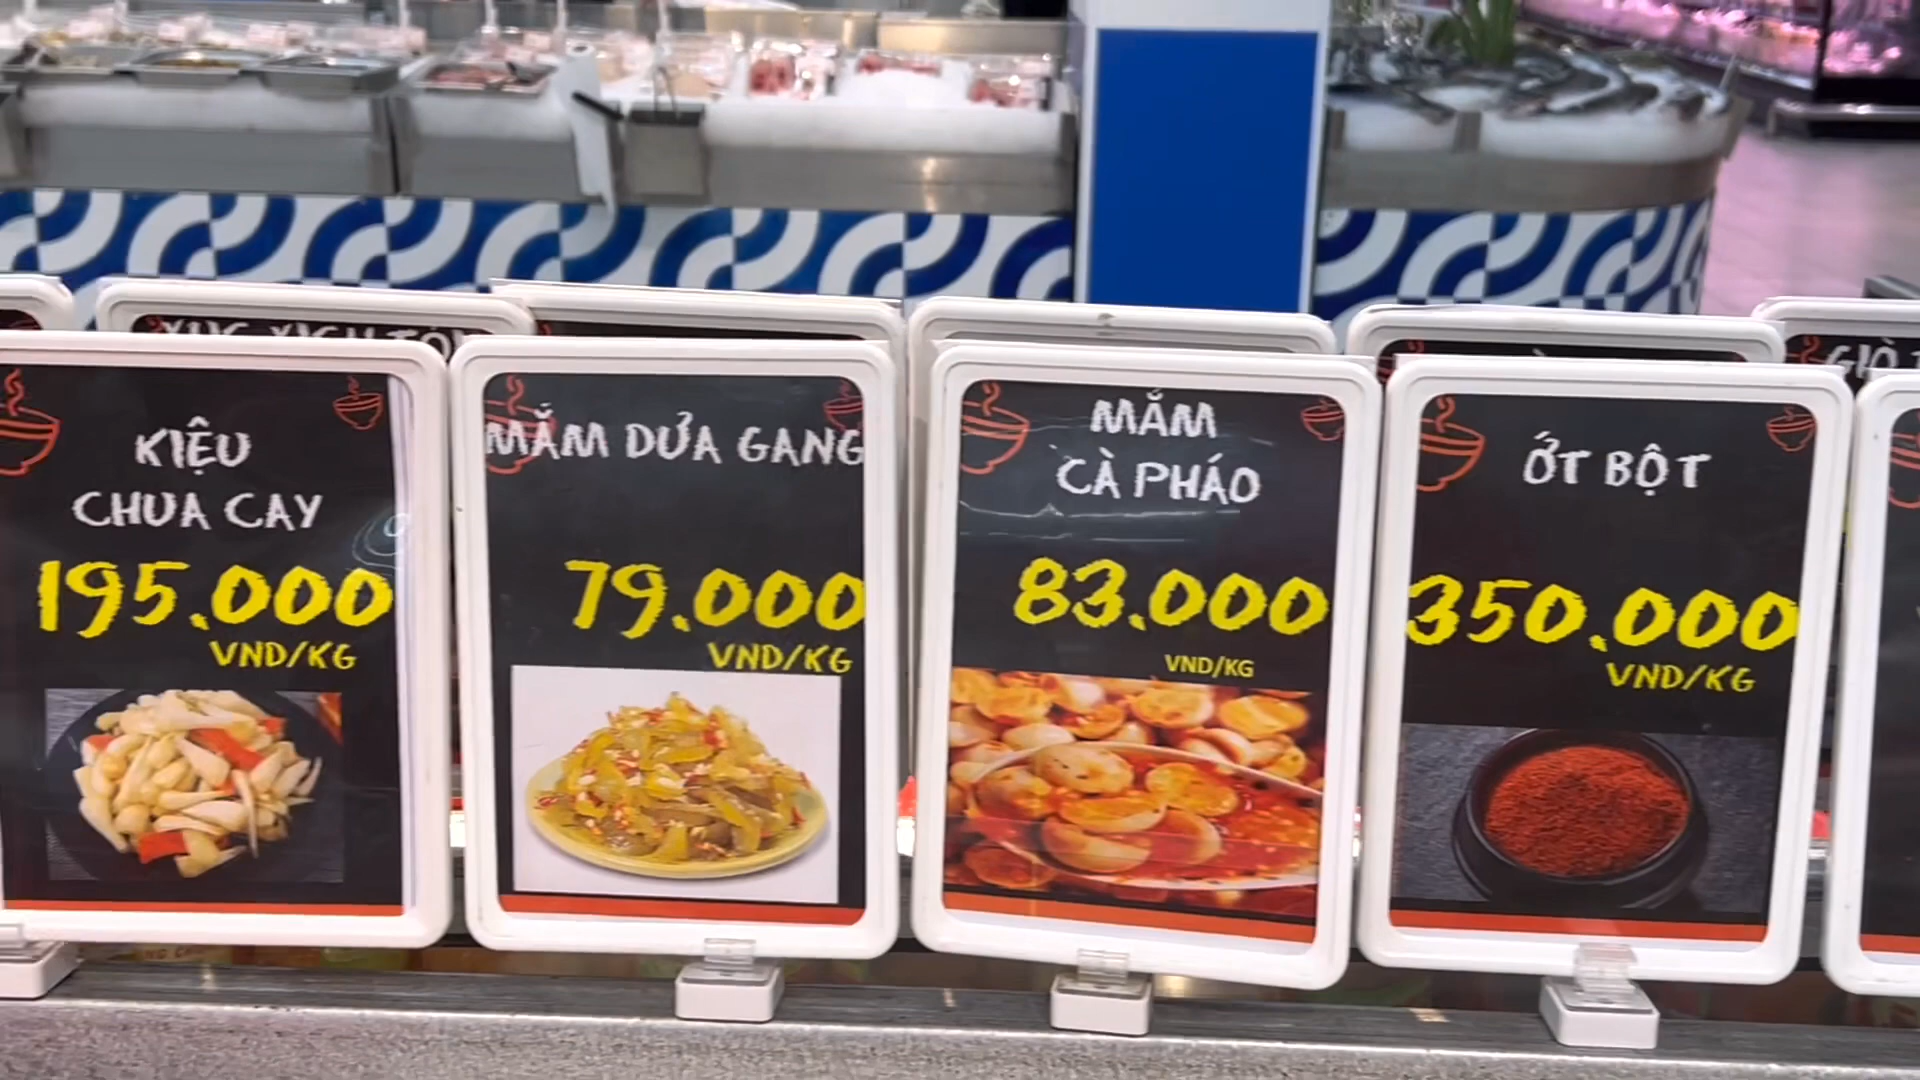 KIỆU
CHUA CAY
195.000
VND/KG
MẮM DƯA GANG
79.000
VND/KG
MẮM
CÀ PHÁO
83.000
VND/KG
ỚT BỘT
350.000
VND/KG
GIÒ